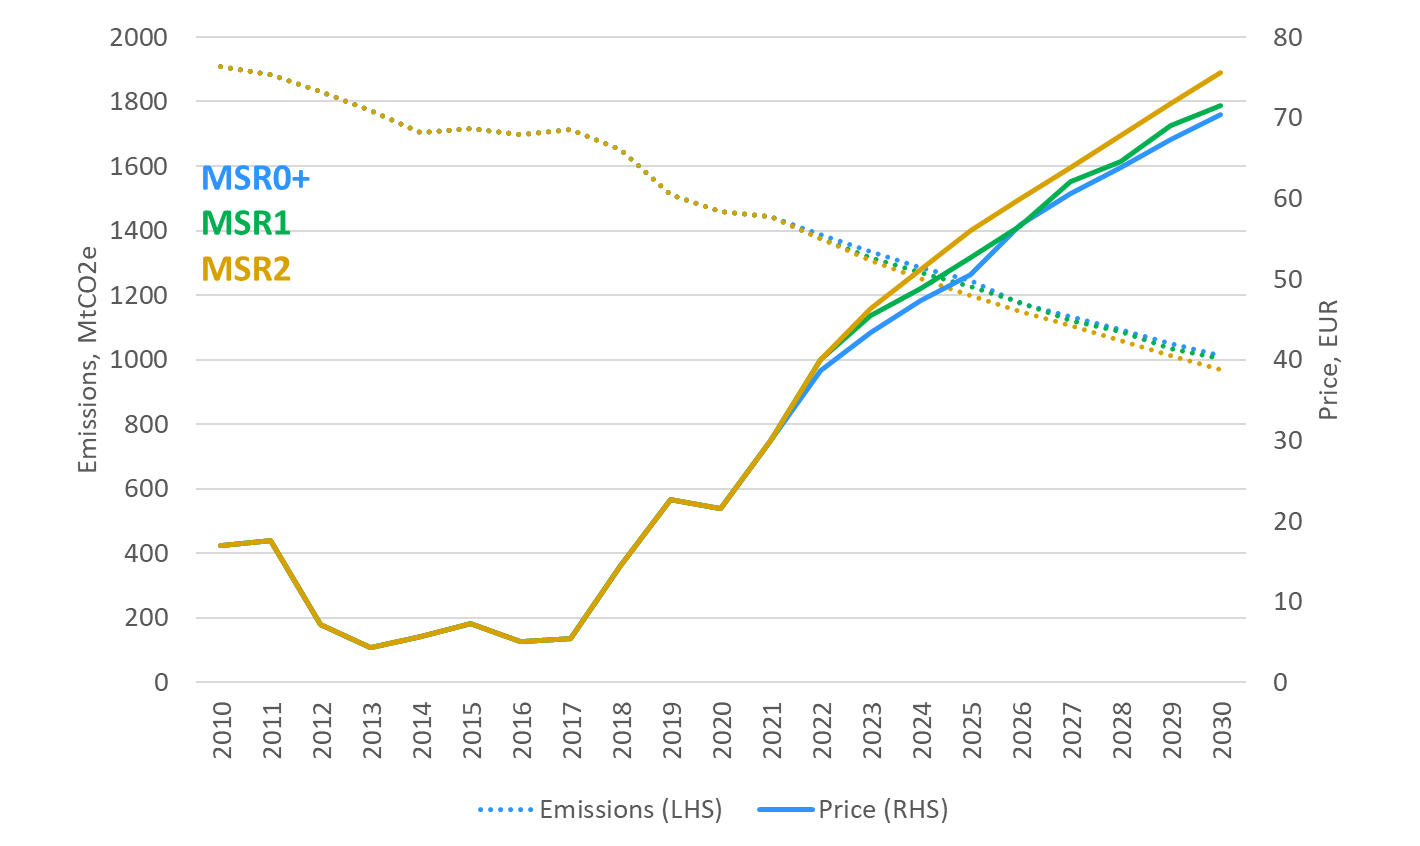 2000
1800
1600
1400
1200
1000
800
600
400
200
0
Emissions, MtCO2e
MSR0+
MSR1
MSR2
80
70
60
50
40
30
20
10
0
Price, EUR
2010 2011 2012 2013 2014 2015 2016 2017 2018 2019 2020 2021 2022 2023 2024 2025 2026 2027 2028 2029 2030
Emissions (LHS) Price (RHS)